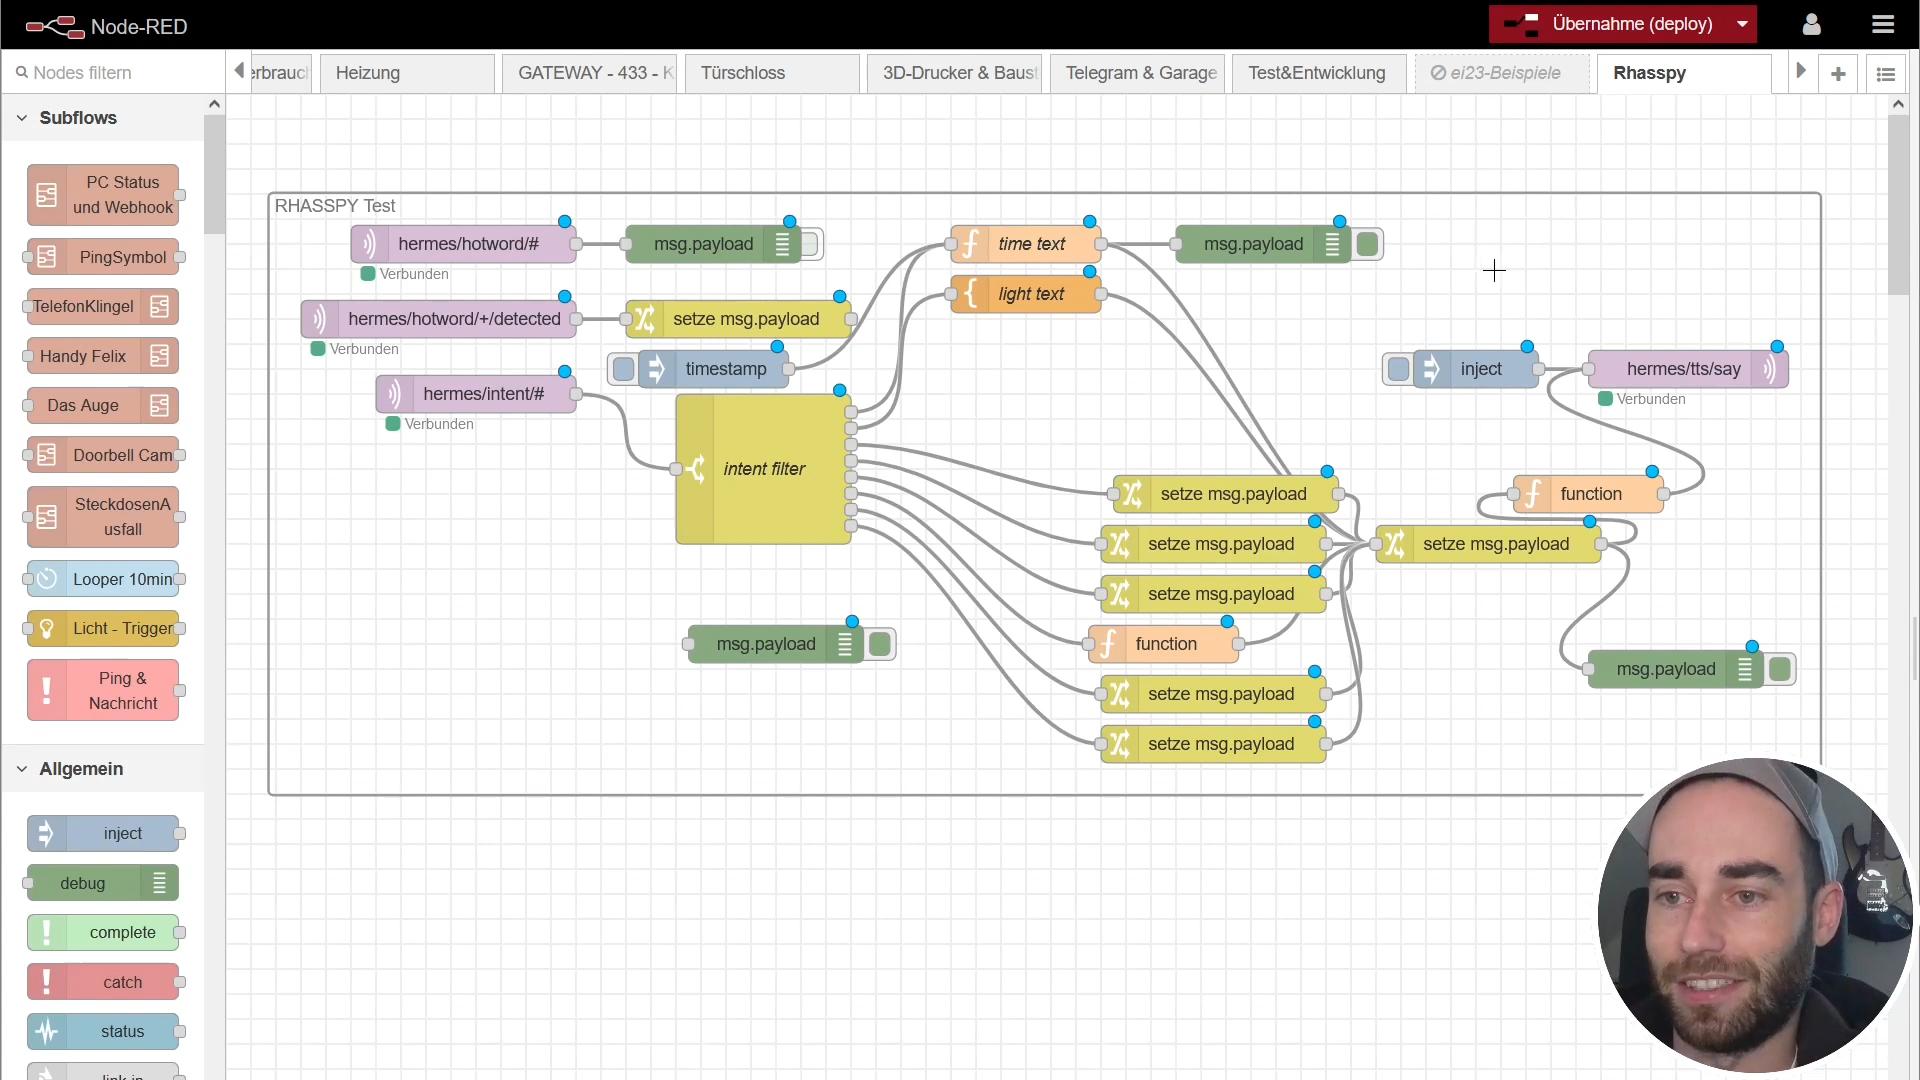 Node-RED
Übernahme (deploy)
Nodes filtern
erbrauc
Heizung
GATEWAY - 433 - K
Türschloss
3D-Drucker & Baust
Telegram & Garage
Test&Entwicklung
ei23-Beispiele
Rhasspy
Subflows
PC Status
und Webhook
PingSymbol
TelefonKlingel
Handy Felix
Das Auge
Doorbell Cam
SteckdosenA
usfall
Looper 10min
Licht - Trigger
Ping &
Nachricht
Allgemein
inject
debug
complete
catch
status
link in
RHASSPY Test
hermes/hotword/#
Verbunden
msg.payload
time text
msg.payload
light text
hermes/hotword/+/detected
Verbunden
setze msg.payload
timestamp
inject
hermes/tts/say
Verbunden
hermes/intent/#
Verbunden
intent filter
setze msg.payload
function
setze msg.payload
setze msg.payload
setze msg.payload
msg.payload
function
msg.payload
setze msg.payload
setze msg.payload